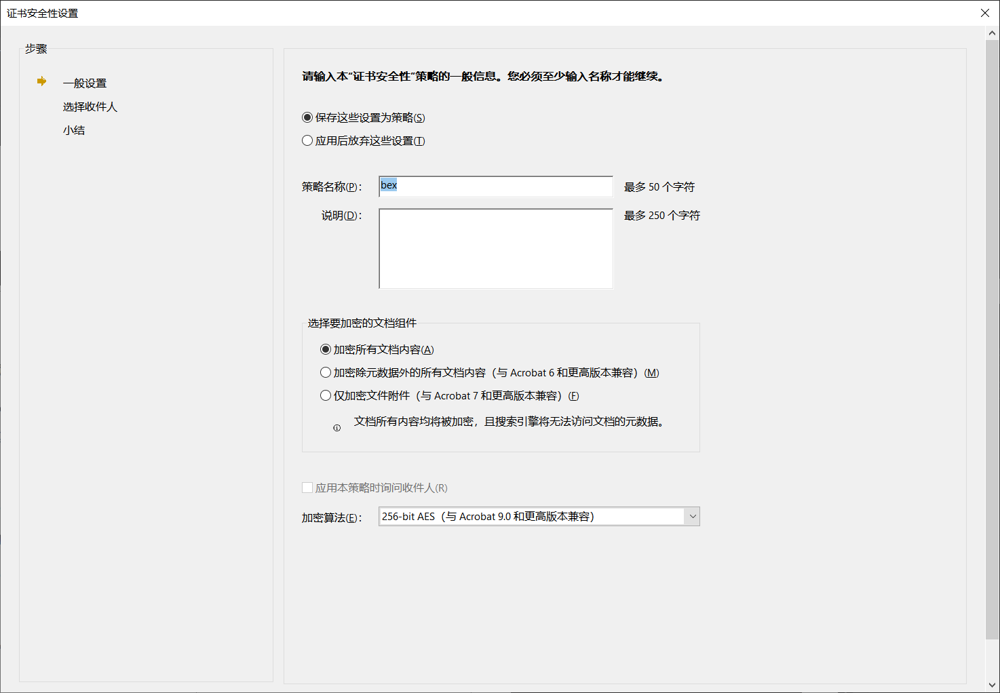 证书安全性设置
步骤
一般设置
选择收件人
小结
请输入本“证书安全性”策略的一般信息。您必须至少输入名称才能继续。
保存这些设置为策略(S)
应用后放弃这些设置(T)
策略名称(P)： bex 最多 50 个字符
说明(D)： 最多 250 个字符
选择要加密的文档组件
加密所有文档内容(A)
加密除元数据外的所有文档内容（与 Acrobat 6 和更高版本兼容）(M)
仅加密文件附件（与 Acrobat 7 和更高版本兼容）(F)
文档所有内容均将被加密，且搜索引擎将无法访问文档的元数据。
应用本策略时询问收件人(R)
加密算法(E)： 256-bit AES（与 Acrobat 9.0 和更高版本兼容）